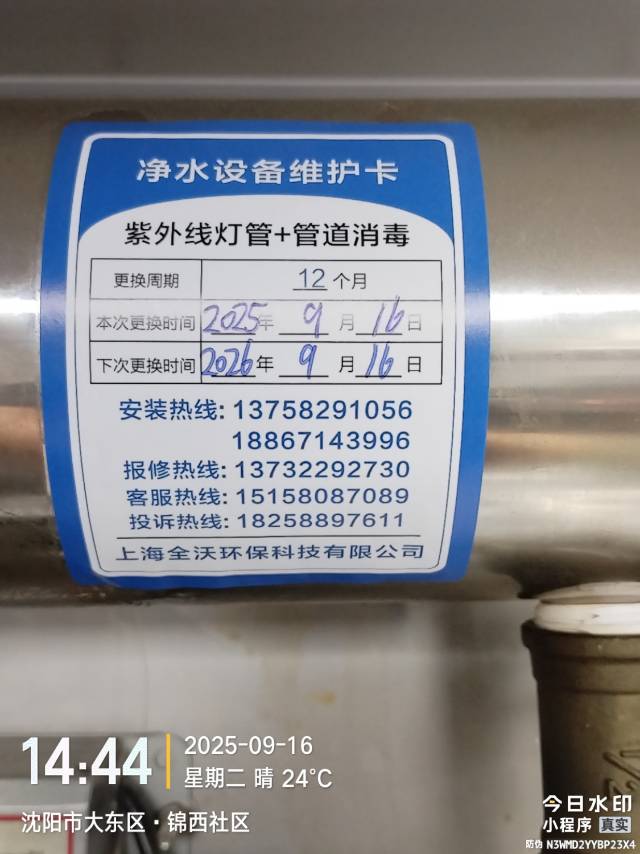 净水设备维护卡
紫外线灯管+管道消毒
更换周期 12 个月
本次更换时间 2025年 9 月 16 日
下次更换时间 2026年 9 月 16 日
安装热线: 13758291056
18867143996
报修热线: 13732292730
客服热线: 15158087089
投诉热线: 18258897611
上海全沃环保科技有限公司
14:44
2025-09-16
星期二 晴 24℃
沈阳市大东区·锦西社区
今日水印
小程序 真实
防伪 N3WMD2YYBP23X4